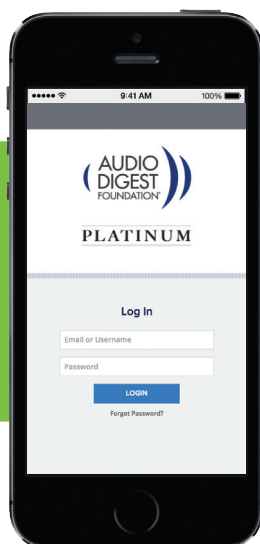 9:41 AM 100%
AUDIO
DIGEST
FOUNDATION®
PLATINUM
Log In
Email or Username
Password
LOGIN
Forgot Password?